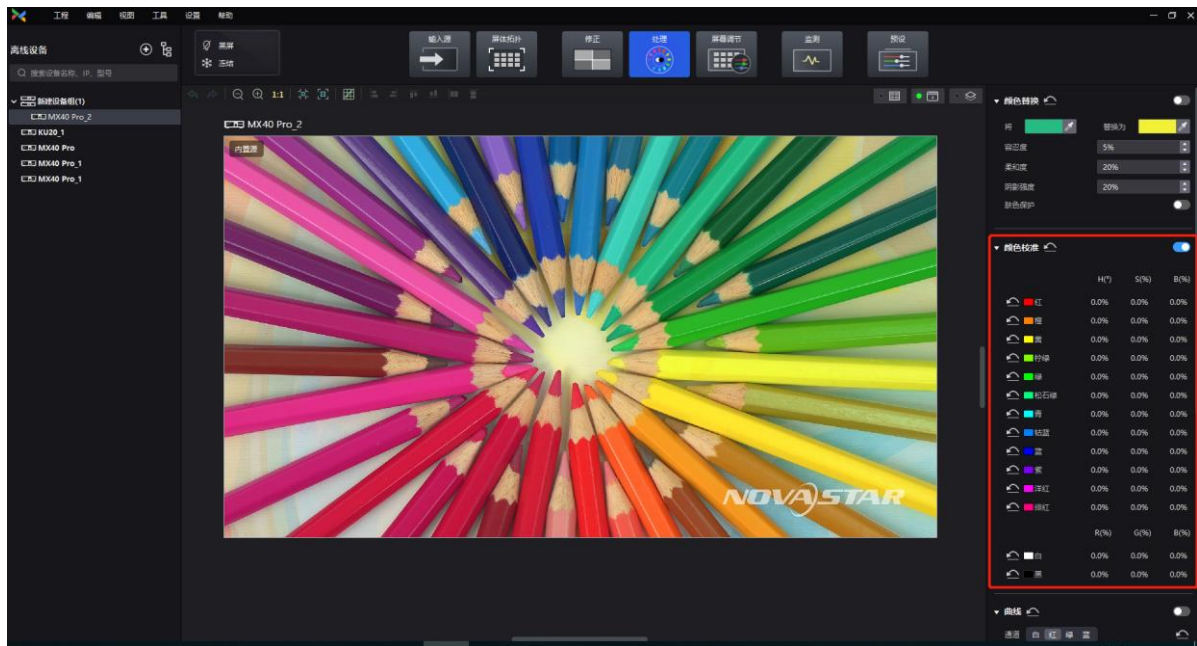 工程 编辑 视图 工具 设置 帮助
离线设备
搜索设备名称、IP、型号
新建设备组(1)
MX40 Pro_2
KU20_1
MX40 Pro
MX40 Pro_1
MX40 Pro_1
黑屏
冻结
输入源 屏体拓扑 修正 处理 屏幕调节 监测 预设
1:1
MX40 Pro_2
内置源
NOVASTAR
颜色替换
将 替换为
容忍度 5%
柔和度 20%
阴影强度 20%
肤色保护
颜色校准
H(°) S(%) B(%)
红 0.0% 0.0% 0.0%
橙 0.0% 0.0% 0.0%
黄 0.0% 0.0% 0.0%
柠绿 0.0% 0.0% 0.0%
绿 0.0% 0.0% 0.0%
松石绿 0.0% 0.0% 0.0%
青 0.0% 0.0% 0.0%
钴蓝 0.0% 0.0% 0.0%
蓝 0.0% 0.0% 0.0%
紫 0.0% 0.0% 0.0%
洋红 0.0% 0.0% 0.0%
绯红 0.0% 0.0% 0.0%
R(%) G(%) B(%)
白 0.0% 0.0% 0.0%
黑 0.0% 0.0% 0.0%
曲线
通道 白 红 绿 蓝